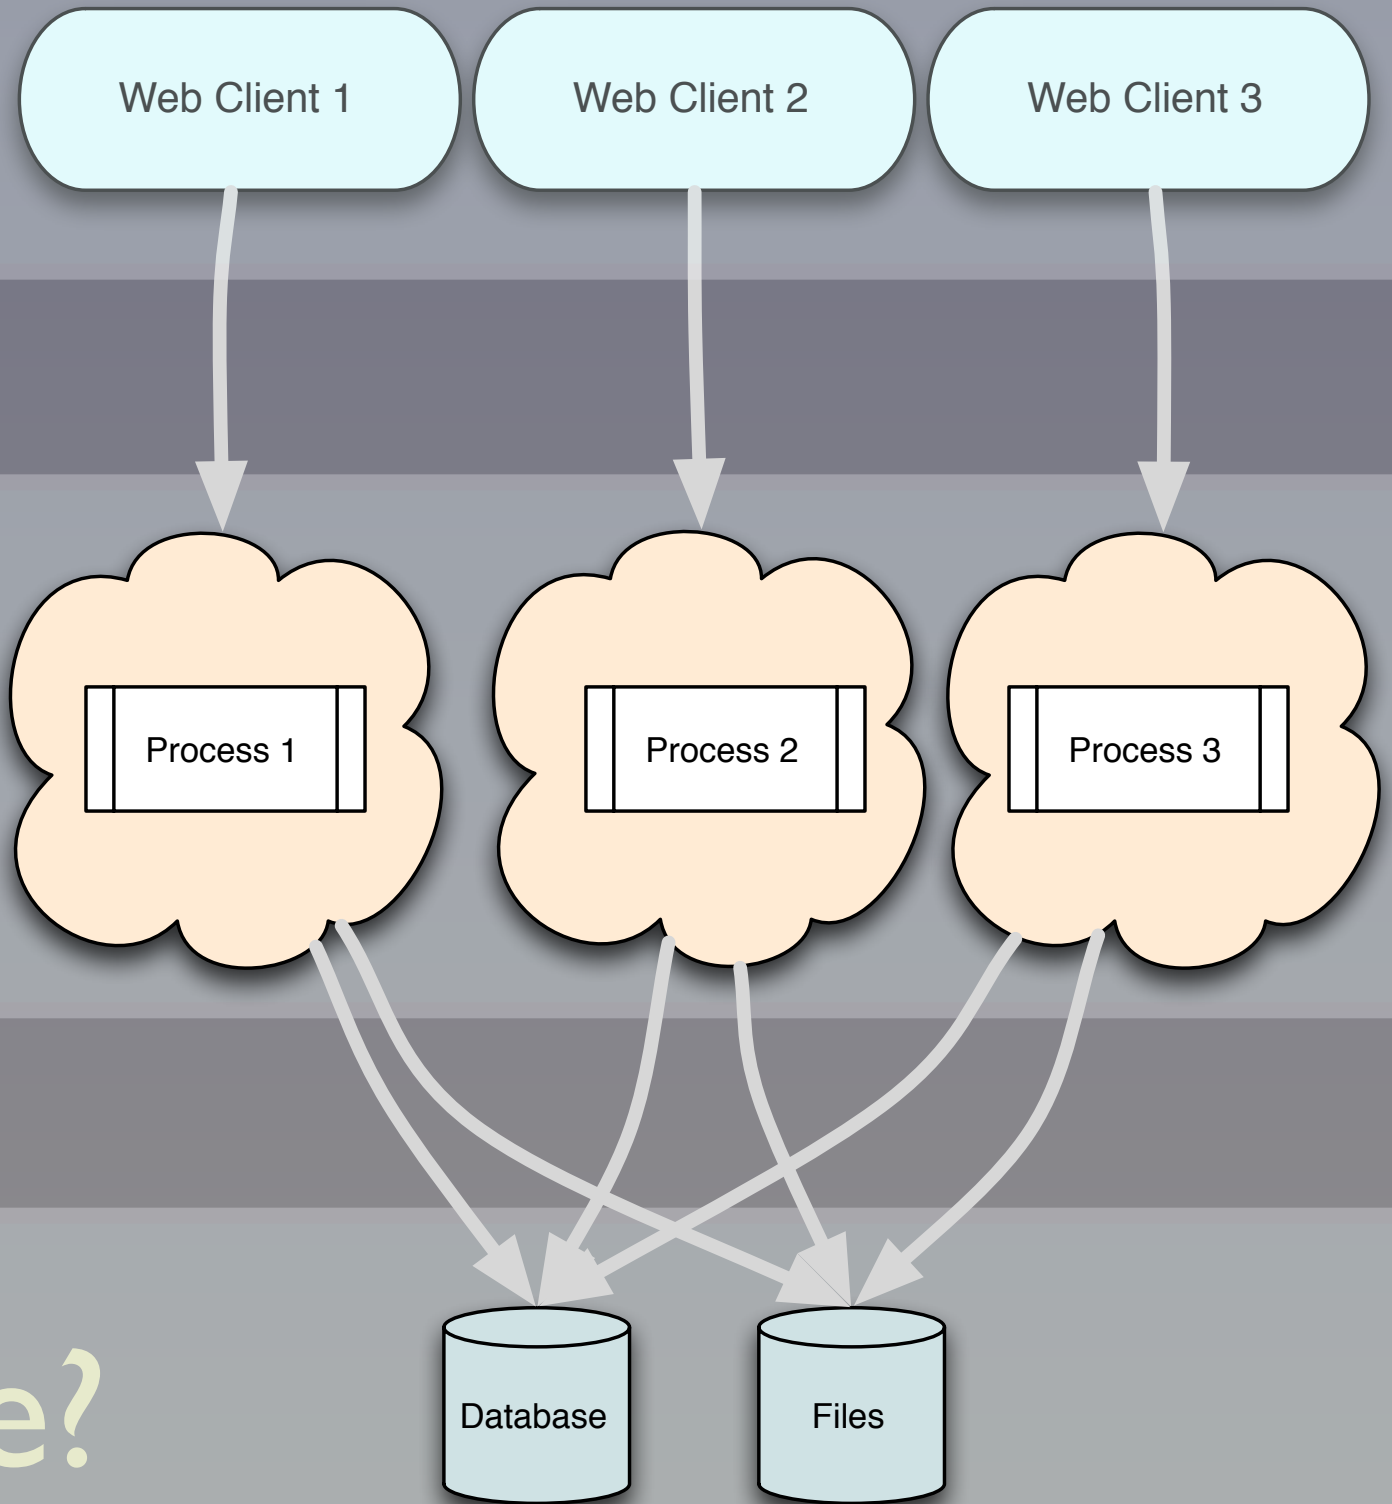 Web Client 1
Web Client 2
Web Client 3
Process 1
Process 2
Process 3
Database
Files
e?